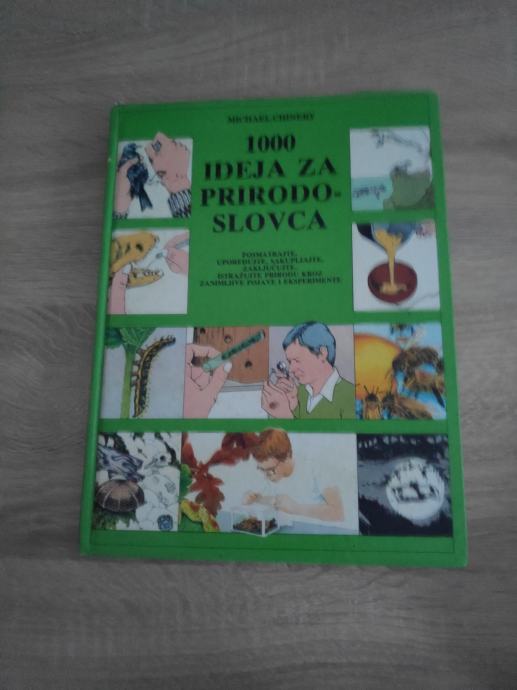 MICHAEL CHINERY
1000
IDEJA ZA
PRIRODO-
SLOVCA
POSMATRAJTE,
UPOREĐUJTE, SAKUPLJAJTE,
ZAKLJUČUJTE,
ISTRAŽUJTE PRIRODU KROZ
ZANIMLJIVE POJAVE I EKSPERIMENTE